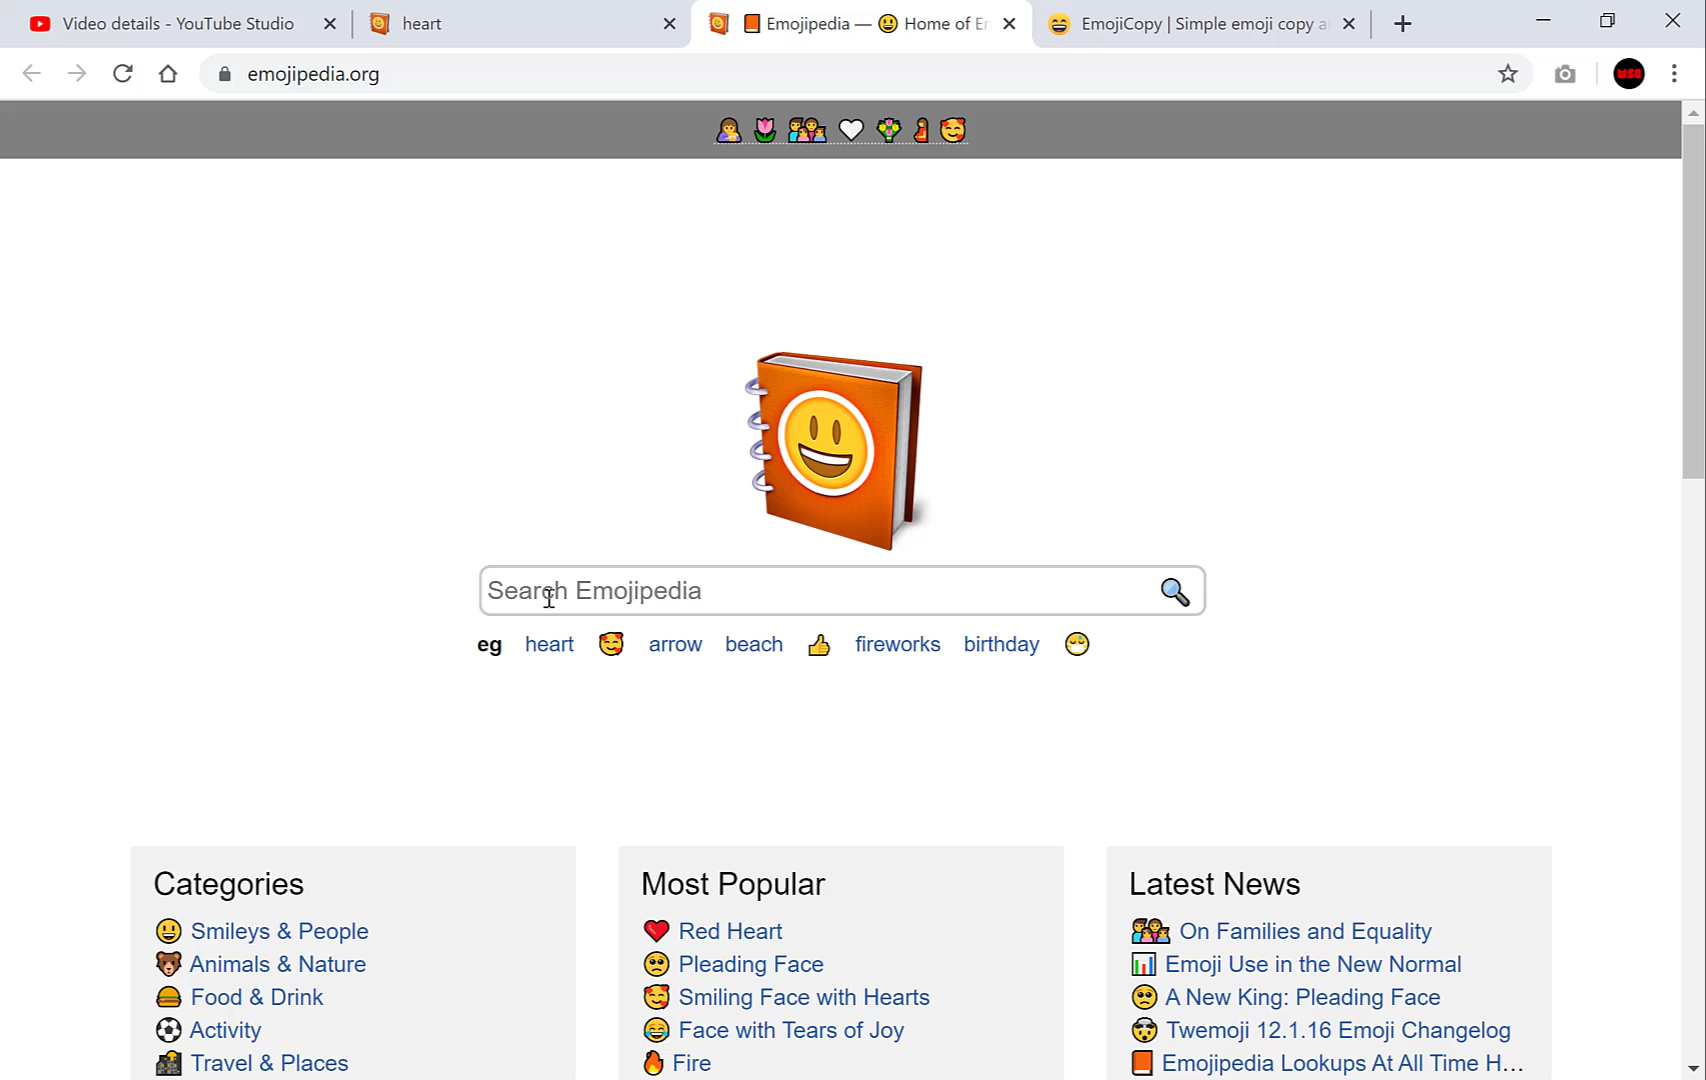 Video details - YouTube Studio
heart
Emojipedia — 😃 Home of Em
EmojiCopy | Simple emoji copy a
emojipedia.org
Search Emojipedia
eg heart 🥰 arrow beach 👍 fireworks birthday 😷
Categories
Smileys & People
Animals & Nature
Food & Drink
Activity
Travel & Places
Most Popular
Red Heart
Pleading Face
Smiling Face with Hearts
Face with Tears of Joy
Fire
Latest News
On Families and Equality
Emoji Use in the New Normal
A New King: Pleading Face
Twemoji 12.1.16 Emoji Changelog
Emojipedia Lookups At All Time H...